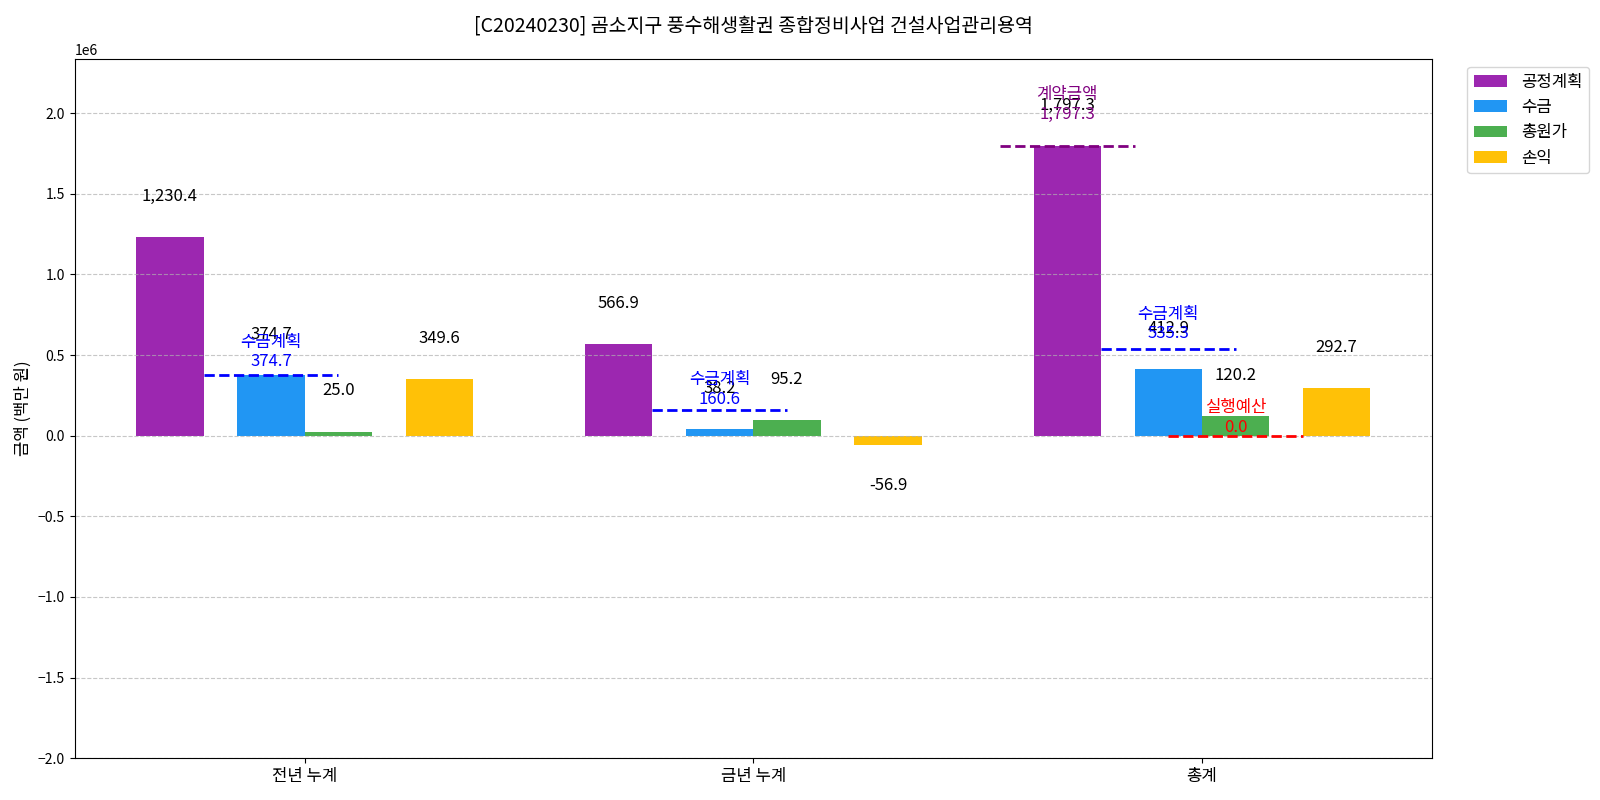 [C20240230] 곰소지구 풍수해생활권 종합정비사업 건설사업관리용역
1e6
공정계획
수금
총원가
손익
금액 (백만 원)
2.0
1.5
1.0
0.5
0.0
−0.5
−1.0
−1.5
−2.0
1,230.4
374.7
수금계획
374.7
25.0
349.6
566.9
수금계획
38.2
160.6
95.2
-56.9
계약금액
1,797.3
1,797.3
수금계획
412.9
535.3
120.2
실행예산
0.0
292.7
전년 누계
금년 누계
총계